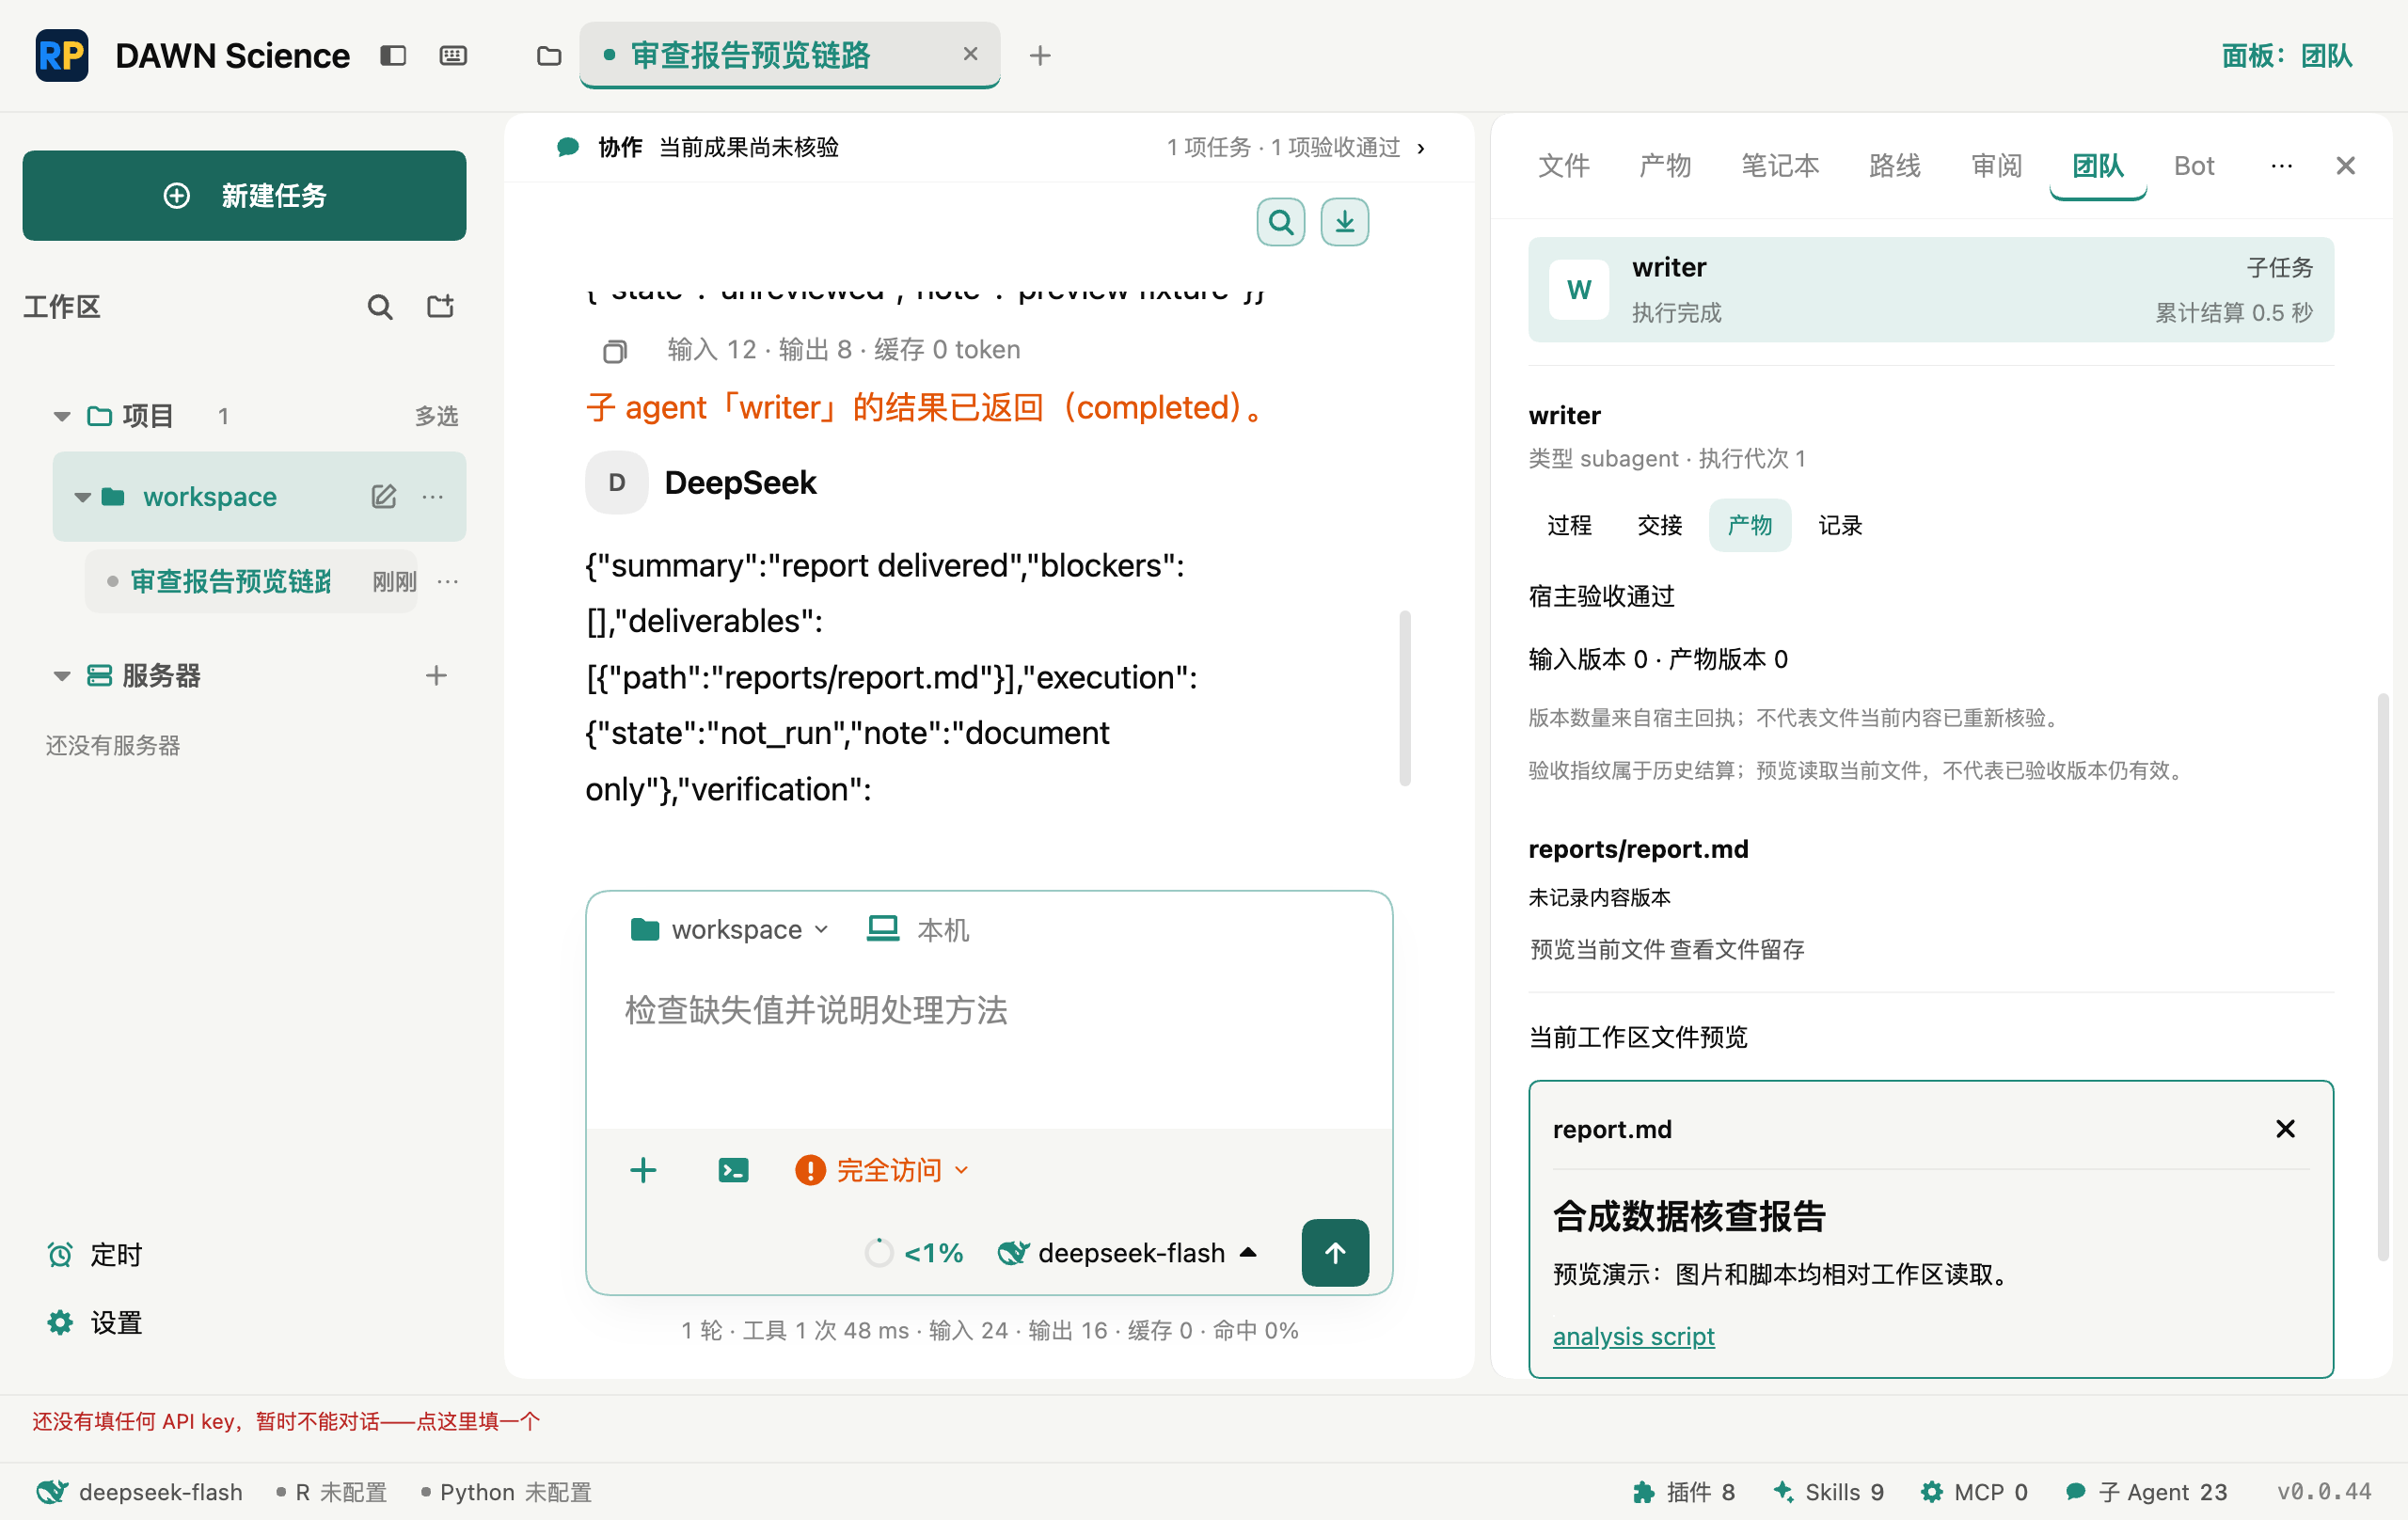 RP DAWN Science
审查报告预览链路
面板：团队
新建任务
工作区
项目 1 多选
workspace
审查报告预览链路 刚刚
服务器
还没有服务器
定时
设置
协作 当前成果尚未核验 1 项任务 · 1 项验收通过
{"state":"unreviewed","note":"preview fixture"}}
输入 12 · 输出 8 · 缓存 0 token
子 agent「writer」的结果已返回（completed）。
D DeepSeek
{"summary":"report delivered","blockers":
[],"deliverables":
[{"path":"reports/report.md"}],"execution":
{"state":"not_run","note":"document
only"},"verification":
workspace 本机
检查缺失值并说明处理方法
完全访问
<1% deepseek-flash
1 轮 · 工具 1 次 48 ms · 输入 24 · 输出 16 · 缓存 0 · 命中 0%
文件 产物 笔记本 路线 审阅 团队 Bot
W writer 子任务
执行完成 累计结算 0.5 秒
writer
类型 subagent · 执行代次 1
过程 交接 产物 记录
宿主验收通过
输入版本 0 · 产物版本 0
版本数量来自宿主回执；不代表文件当前内容已重新核验。
验收指纹属于历史结算；预览读取当前文件，不代表已验收版本仍有效。
reports/report.md
未记录内容版本
预览当前文件 查看文件留存
当前工作区文件预览
report.md
合成数据核查报告
预览演示：图片和脚本均相对工作区读取。
analysis script
还没有填任何 API key，暂时不能对话——点这里填一个
deepseek-flash R 未配置 Python 未配置
插件 8 Skills 9 MCP 0 子 Agent 23 v0.0.44